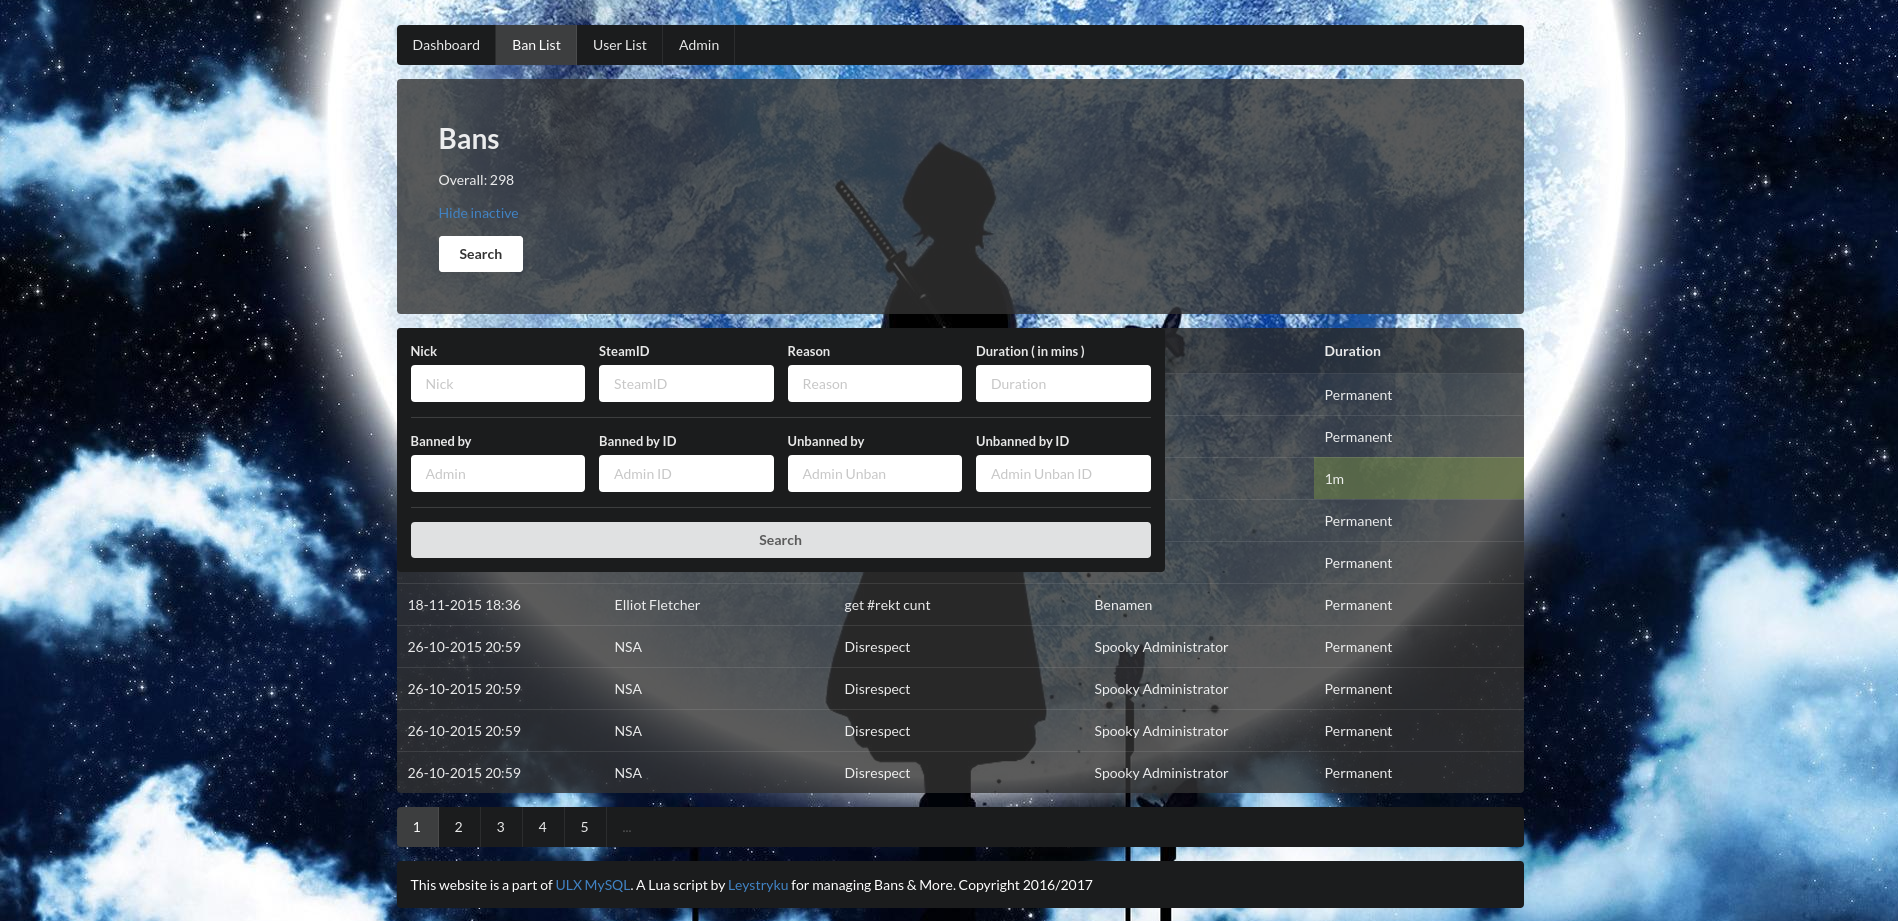 Dashboard Ban List User List Admin
Bans
Overall: 298
Hide inactive
Search
Nick SteamID Reason Duration ( in mins ) Duration
Nick SteamID Reason Duration Permanent
Banned by Banned by ID Unbanned by Unbanned by ID Permanent
Admin Admin ID Admin Unban Admin Unban ID 1m
Permanent
Search
Permanent
18-11-2015 18:36 Elliot Fletcher get #rekt cunt Benamen Permanent
26-10-2015 20:59 NSA Disrespect Spooky Administrator Permanent
26-10-2015 20:59 NSA Disrespect Spooky Administrator Permanent
26-10-2015 20:59 NSA Disrespect Spooky Administrator Permanent
26-10-2015 20:59 NSA Disrespect Spooky Administrator Permanent
1 2 3 4 5 ...
This website is a part of ULX MySQL. A Lua script by Leystryku for managing Bans & More. Copyright 2016/2017